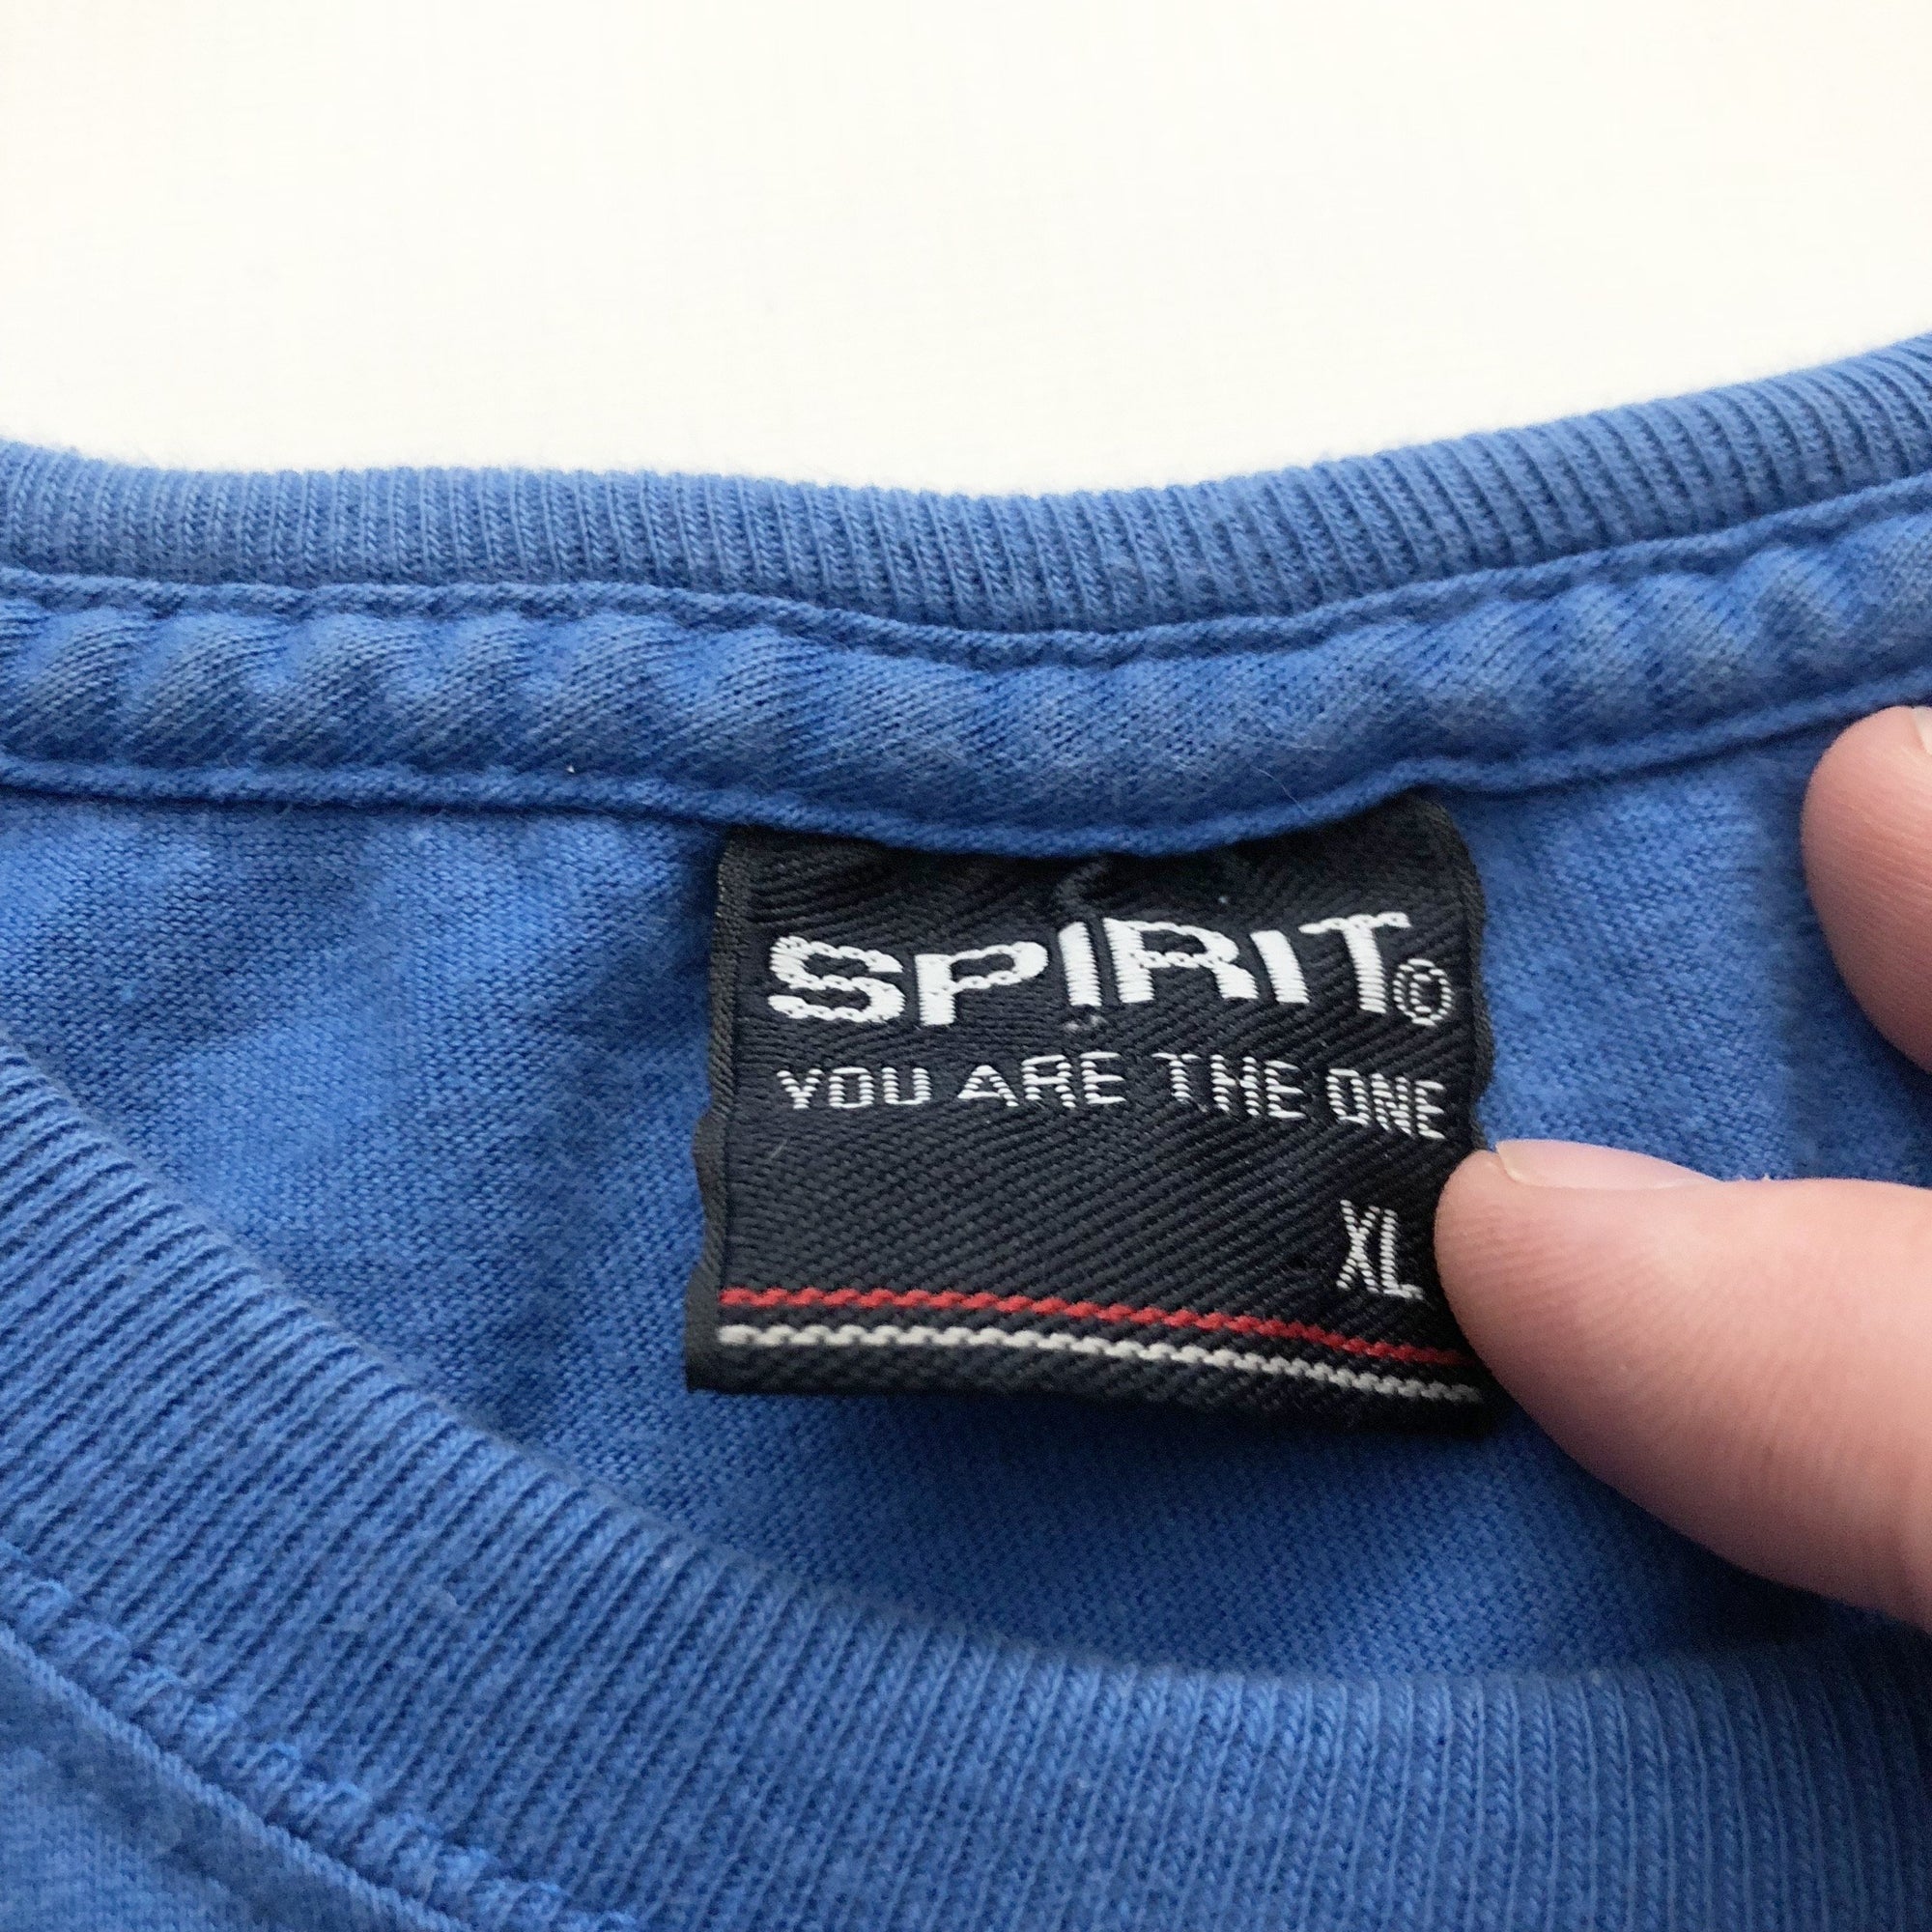 SPIRIT©
YOU ARE THE ONE
XL